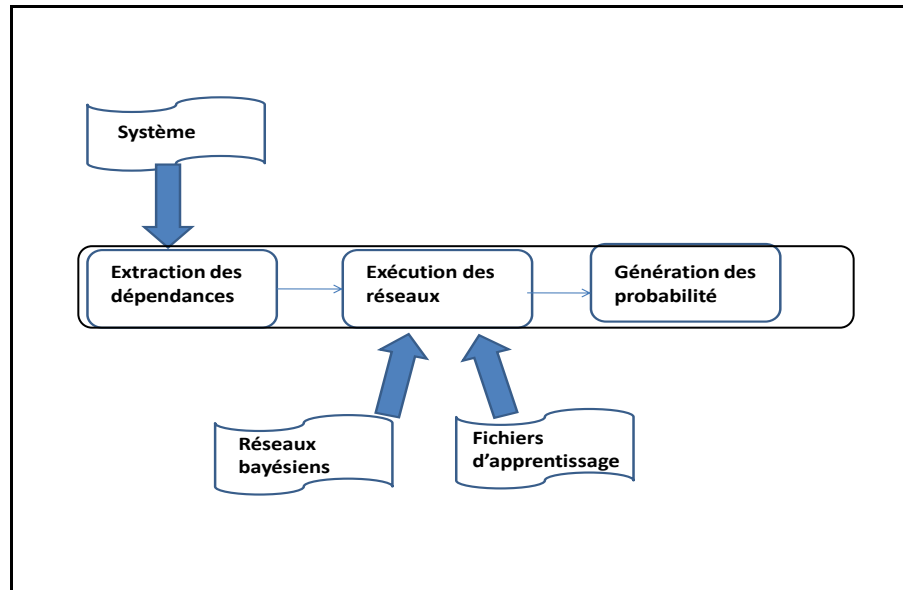 Système
Extraction des
dépendances
Exécution des
réseaux
Génération des
probabilité
Réseaux
bayésiens
Fichiers
d'apprentissage